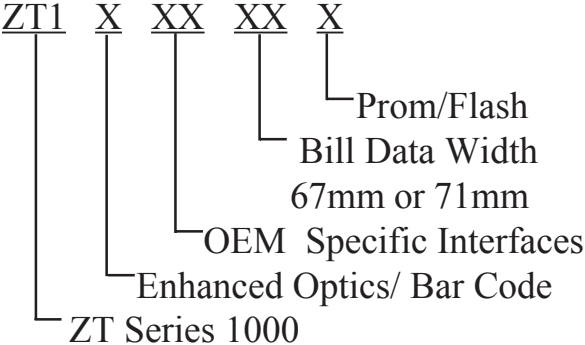 ZT1 X XX XX X
Prom/Flash
Bill Data Width
67mm or 71mm
OEM Specific Interfaces
Enhanced Optics/ Bar Code
ZT Series 1000